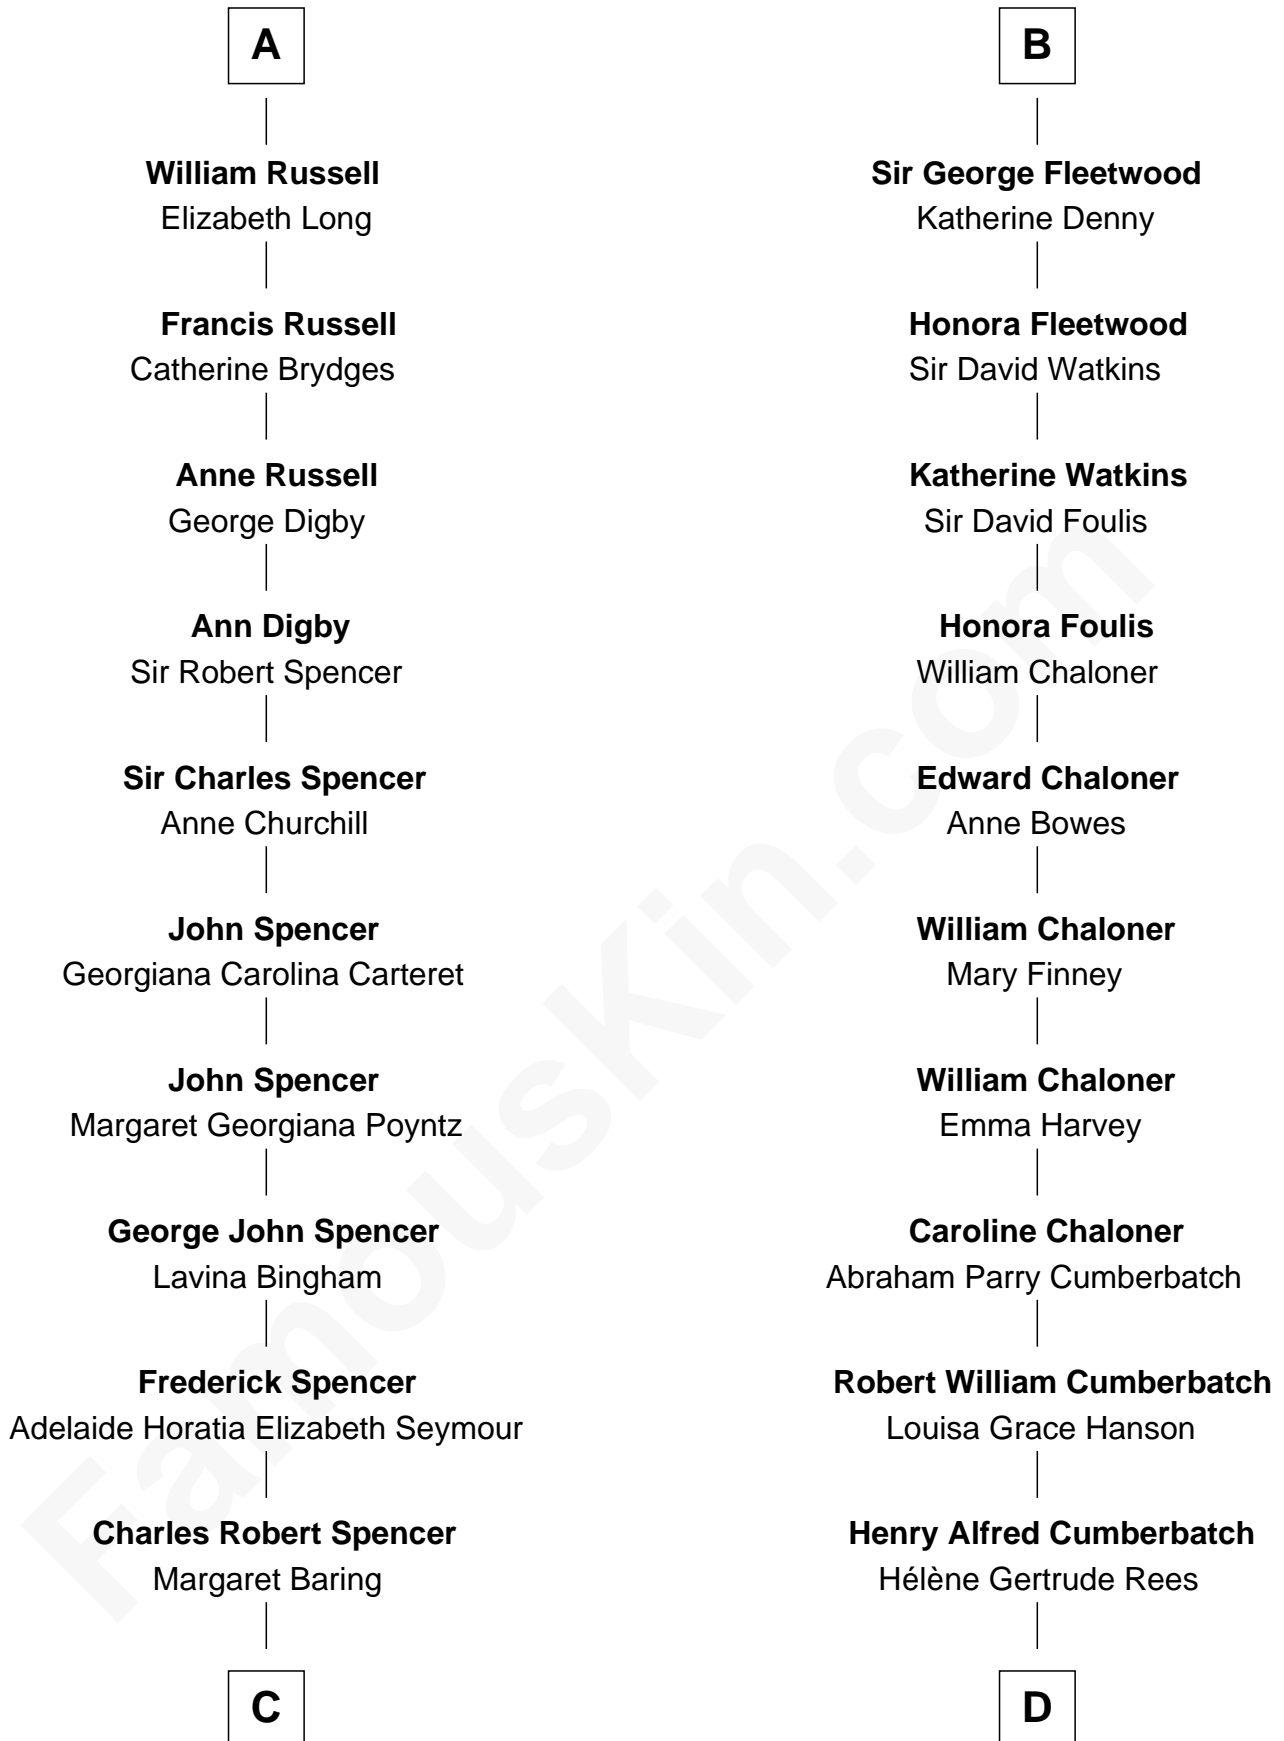 A
William Russell
Elizabeth Long
Francis Russell
Catherine Brydges
Anne Russell
George Digby
Ann Digby
Sir Robert Spencer
Sir Charles Spencer
Anne Churchill
John Spencer
Georgiana Carolina Carteret
John Spencer
Margaret Georgiana Poyntz
George John Spencer
Lavina Bingham
Frederick Spencer
Adelaide Horatia Elizabeth Seymour
Charles Robert Spencer
Margaret Baring
C
B
Sir George Fleetwood
Katherine Denny
Honora Fleetwood
Sir David Watkins
Katherine Watkins
Sir David Foulis
Honora Foulis
William Chaloner
Edward Chaloner
Anne Bowes
William Chaloner
Mary Finney
William Chaloner
Emma Harvey
Caroline Chaloner
Abraham Parry Cumberbatch
Robert William Cumberbatch
Louisa Grace Hanson
Henry Alfred Cumberbatch
Hélène Gertrude Rees
D
FamousKin.com